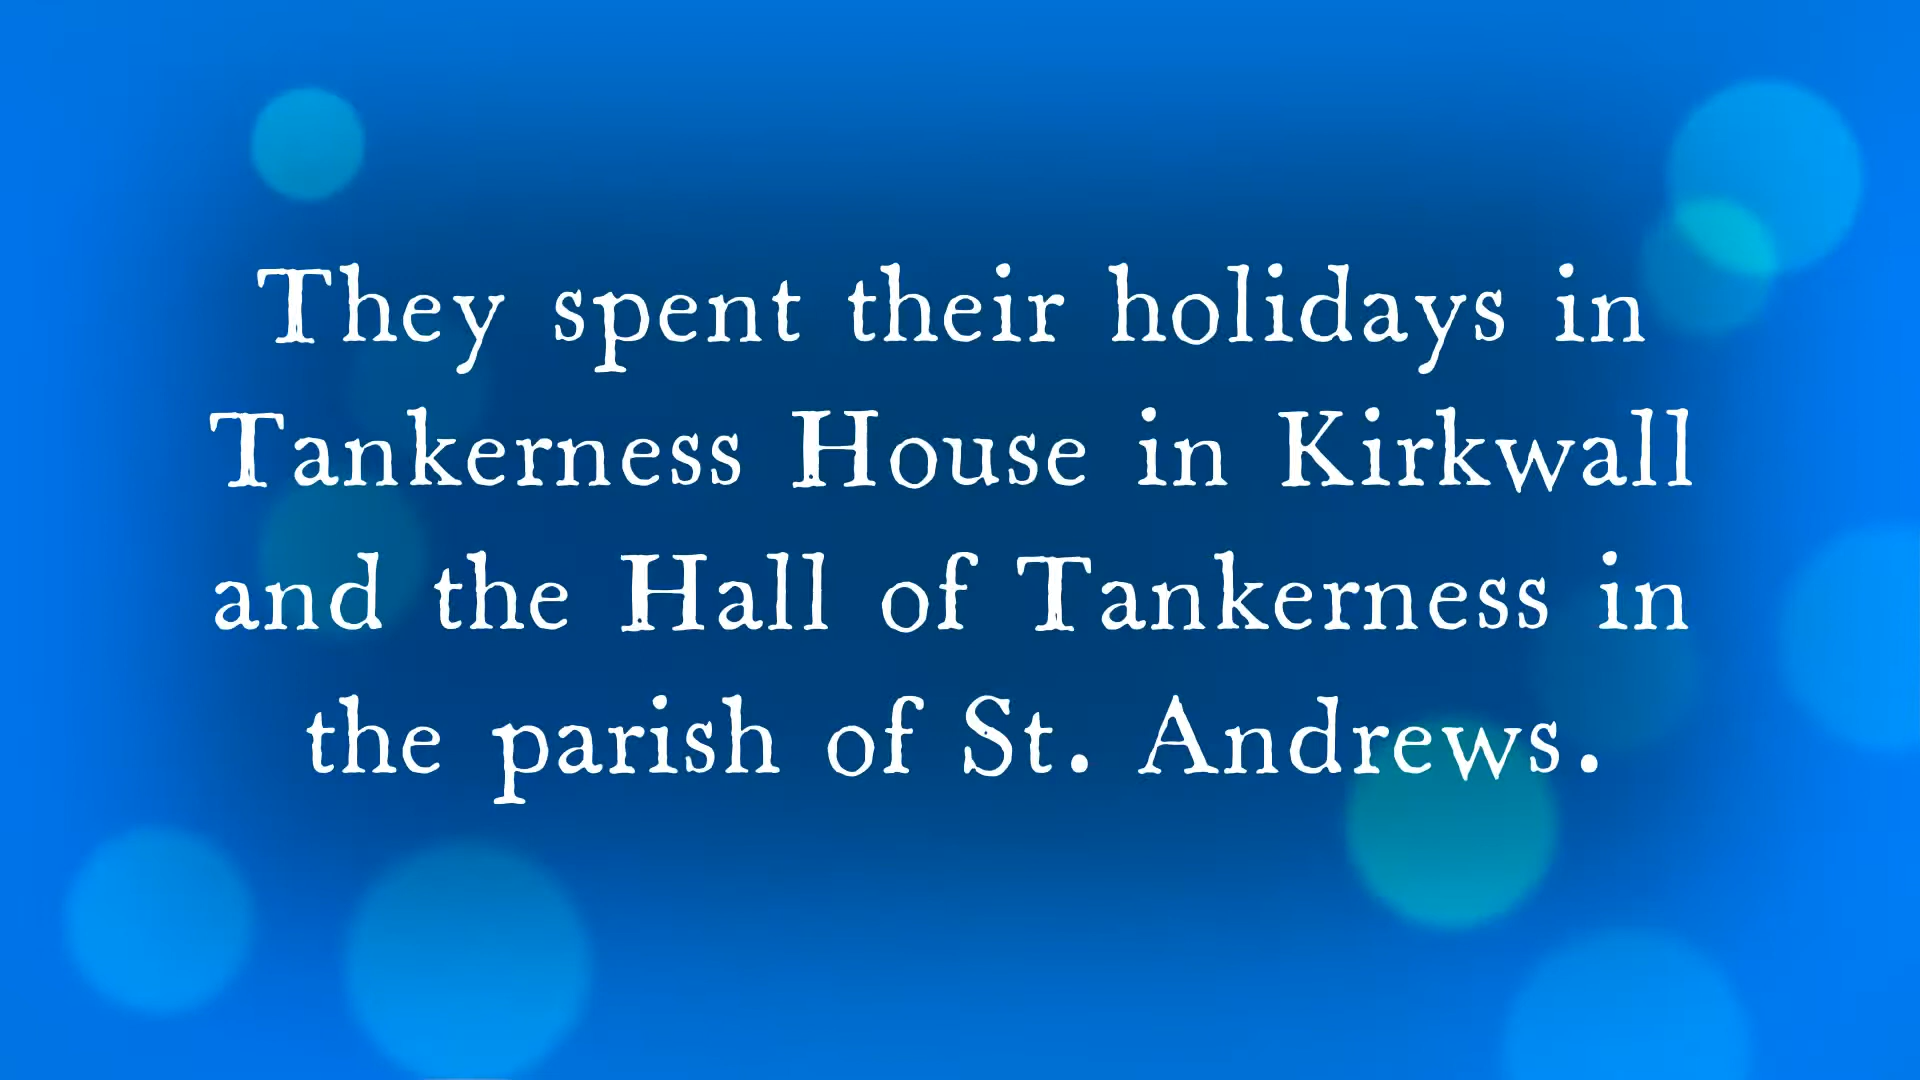 They spent their holidays in
Tankerness House in Kirkwall
and the Hall of Tankerness in
the parish of St. Andrews.